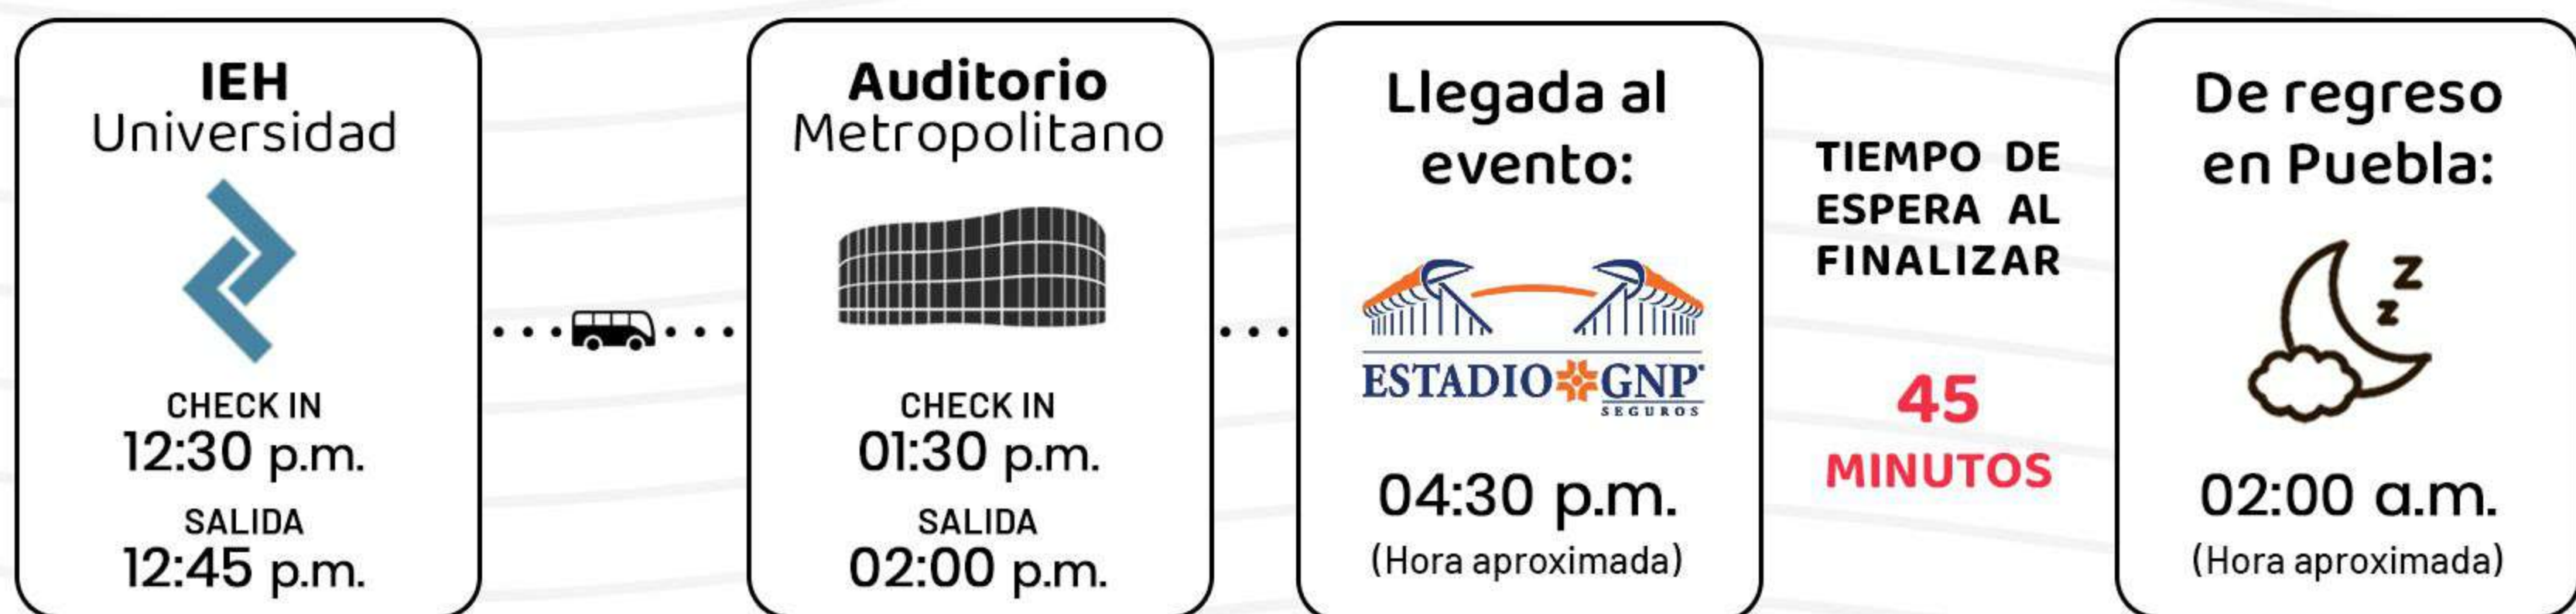 IEH
Universidad
CHECK IN
12:30 p.m.
SALIDA
12:45 p.m.
Auditorio
Metropolitano
CHECK IN
01:30 p.m.
SALIDA
02:00 p.m.
Llegada al
evento:
ESTADIO GNP
SEGUROS
04:30 p.m.
(Hora aproximada)
TIEMPO DE
ESPERA AL
FINALIZAR
45
MINUTOS
De regreso
en Puebla:
z
z
02:00 a.m.
(Hora aproximada)